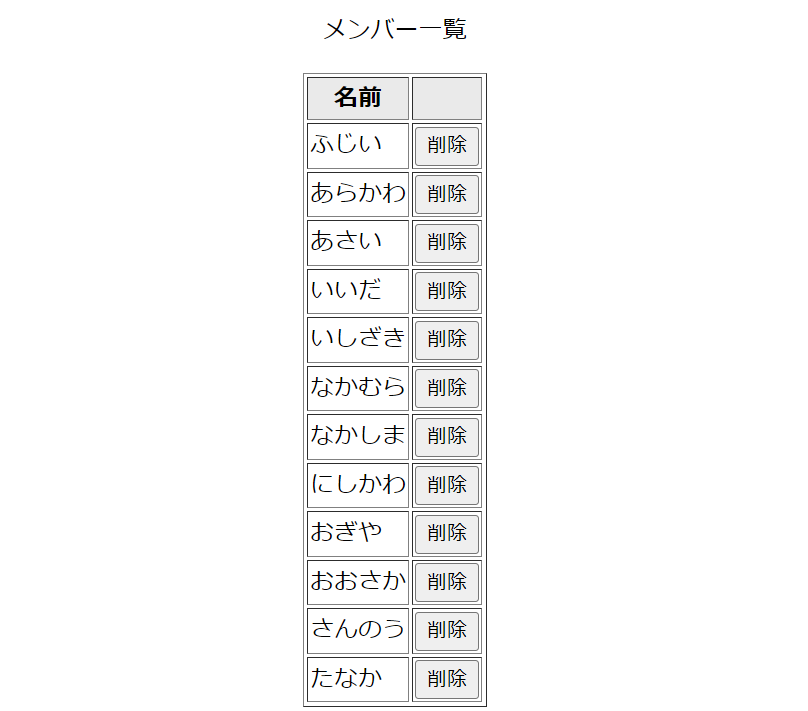 メンバー一覧
名前
ふじい 削除
あらかわ 削除
あさい 削除
いいだ 削除
いしざき 削除
なかむら 削除
なかしま 削除
にしかわ 削除
おぎや 削除
おおさか 削除
さんのう 削除
たなか 削除